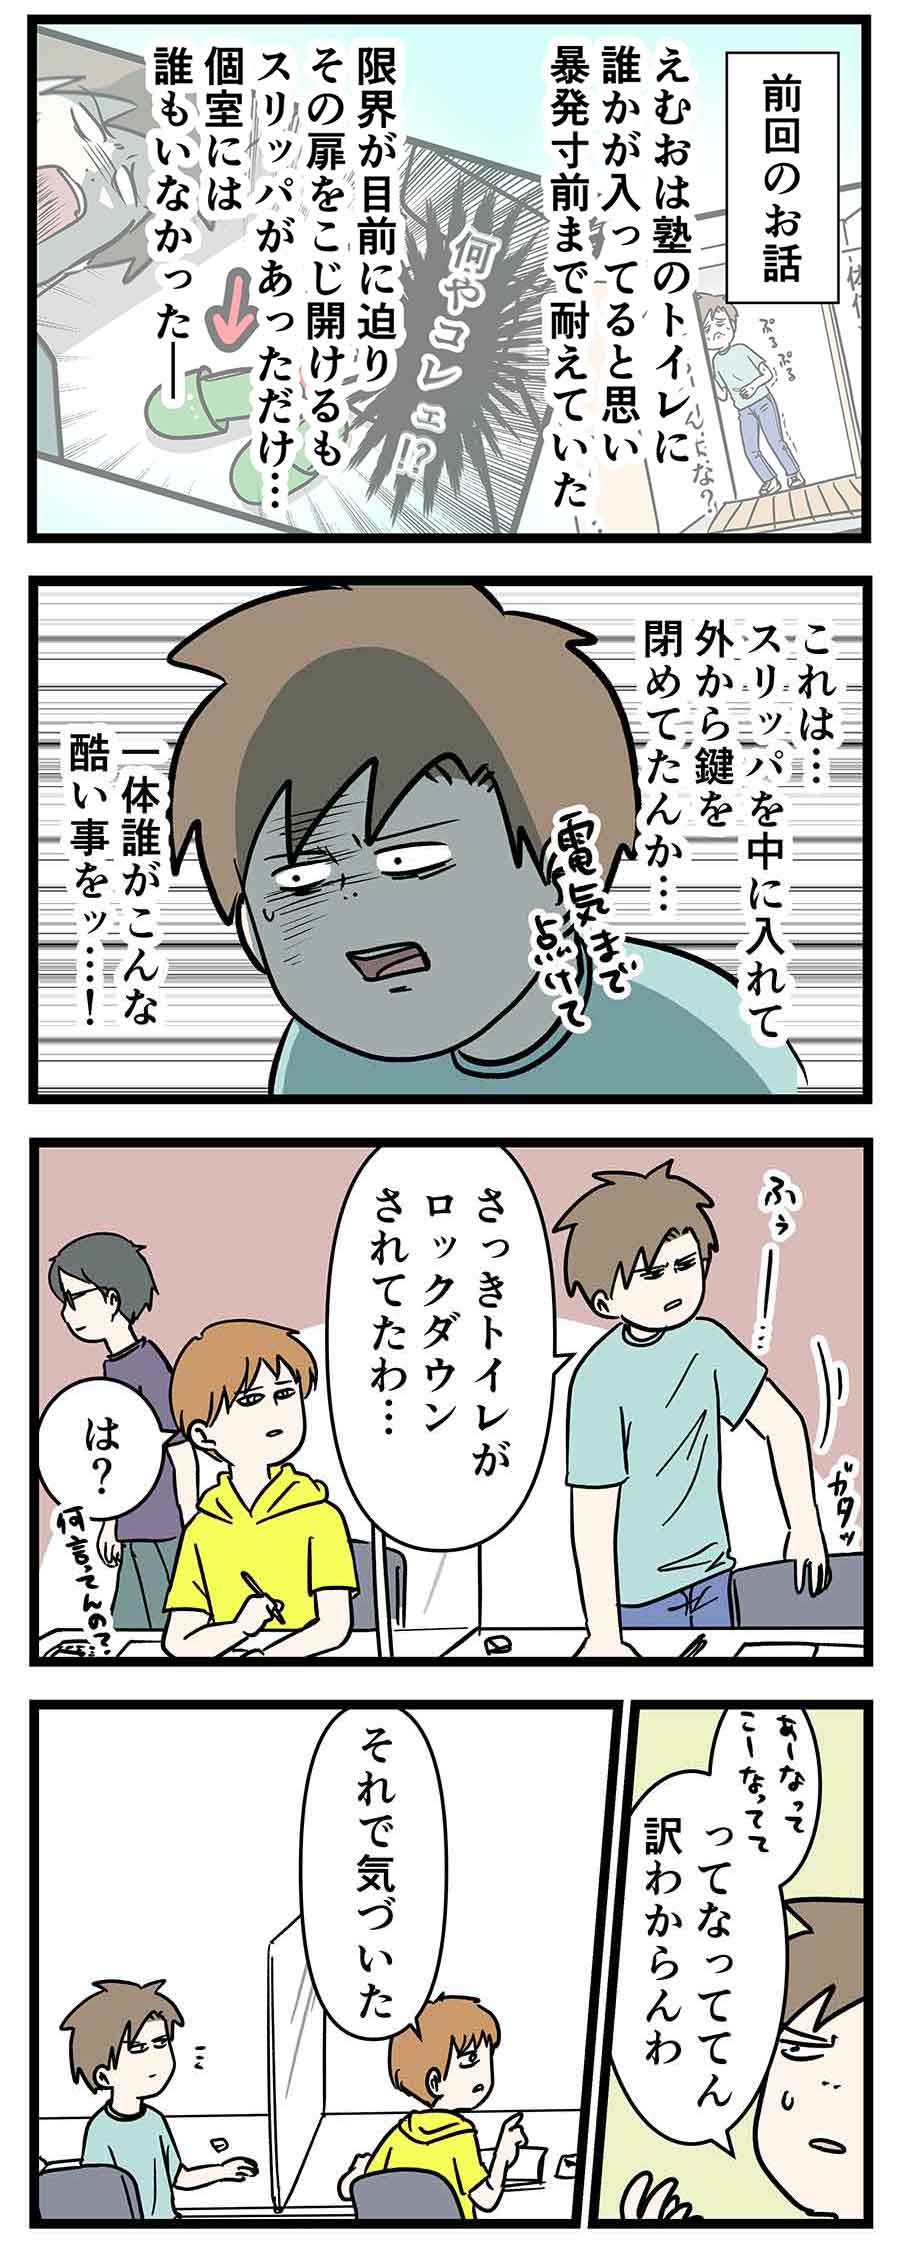 前回のお話
えむおは塾のトイレに
誰かが入ってると思い
暴発寸前まで耐えていた
ぷるぷる
何やコレェ!?
限界が目前に迫り
その扉をこじ開けるも
スリッパがあっただけ…
個室には
誰もいなかった――
これは…
スリッパを中に入れて
外から鍵を
閉めてたんか…
電気まで
点けて
一体誰がこんな
酷い事をッ…！
ふぅ――…
ガタッ
さっきトイレが
ロックダウン
されてたわ…
は？
何言ってんの？
あーなって
こーなってて
ってなっててん
訳わからんわ
それで気づいた